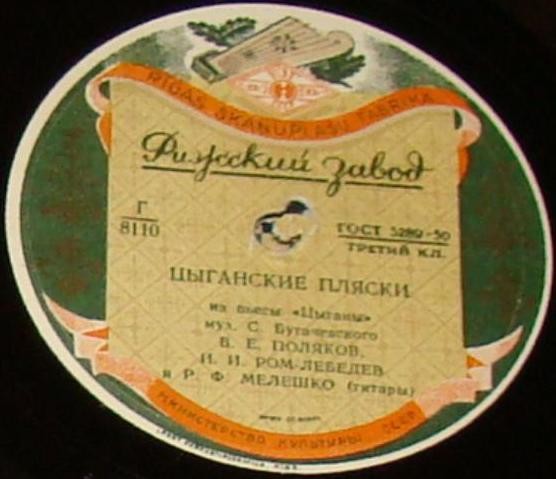 RIGAS SKAŅUPLAŠU FABRIKA
Рижский завод
Г
8110
ГОСТ 5289-50
ТРЕТИЙ КЛ.
ЦЫГАНСКИЕ ПЛЯСКИ
из пьесы «Цыганы»
муз. С. Бугачевского
В. Е. ПОЛЯКОВ,
И. И. РОМ-ЛЕБЕДЕВ
и Р. Ф. МЕЛЕШКО (гитары)
МИНИСТЕРСТВО КУЛЬТУРЫ СССР